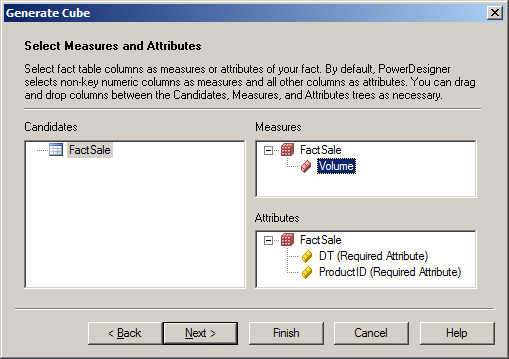 Generate Cube
Select Measures and Attributes
Select fact table columns as measures or attributes of your fact. By default, PowerDesigner
selects non-key numeric columns as measures and all other columns as attributes. You can drag
and drop columns between the Candidates, Measures, and Attributes trees as necessary.
Candidates
FactSale
Measures
FactSale
Volume
Attributes
FactSale
DT (Required Attribute)
ProductID (Required Attribute)
< Back
Next >
Finish
Cancel
Help